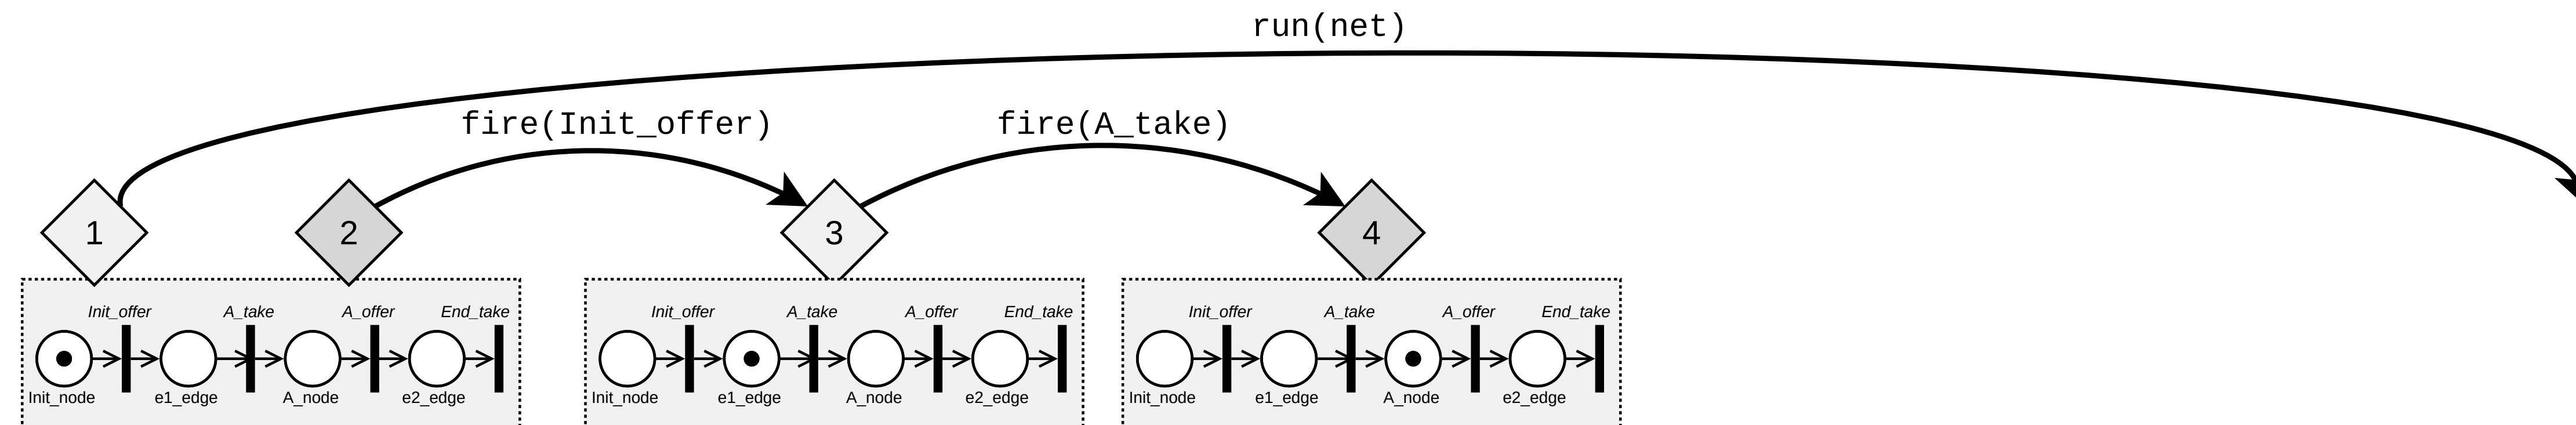 run(net)
fire(Init_offer) fire(A_take)
1 2 3 4
Init_offer A_take A_offer End_take Init_offer A_take A_offer End_take Init_offer A_take A_offer End_take
Init_node e1_edge A_node e2_edge Init_node e1_edge A_node e2_edge Init_node e1_edge A_node e2_edge